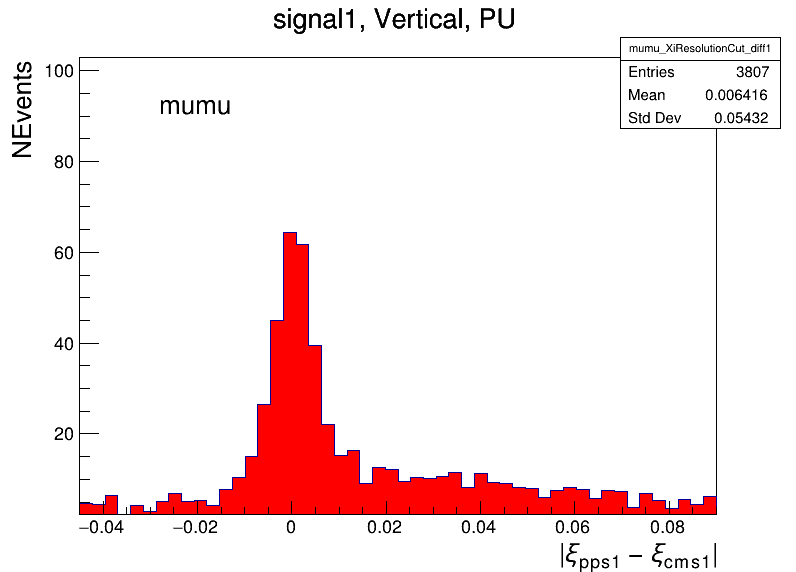 signal1, Vertical, PU
mumu_XiResolutionCut_diff1
Entries 3807
Mean 0.006416
Std Dev 0.05432
NEvents
mumu
100
80
60
40
20
−0.04 −0.02 0 0.02 0.04 0.06 0.08
|ξpps1 − ξcms1|